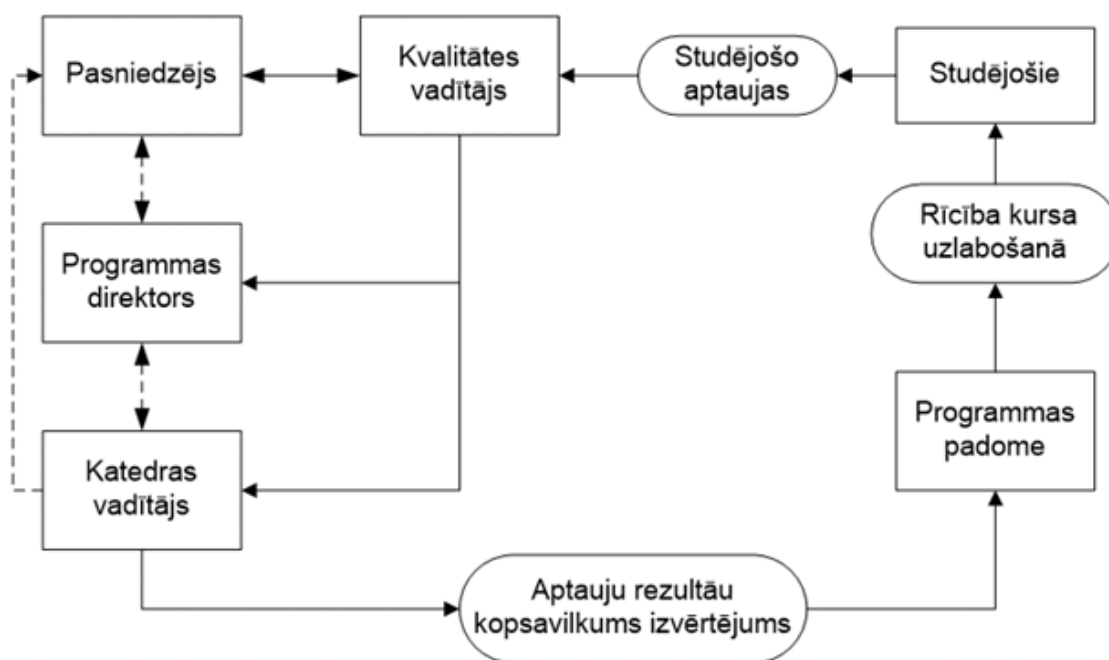 Pasniedzējs
Kvalitātes
vadītājs
Studējošo
aptaujas
Studējošie
Rīcība kursa
uzlabošanā
Programmas
direktors
Programmas
padome
Katedras
vadītājs
Aptauju rezultāu
kopsavilkums izvērtējums